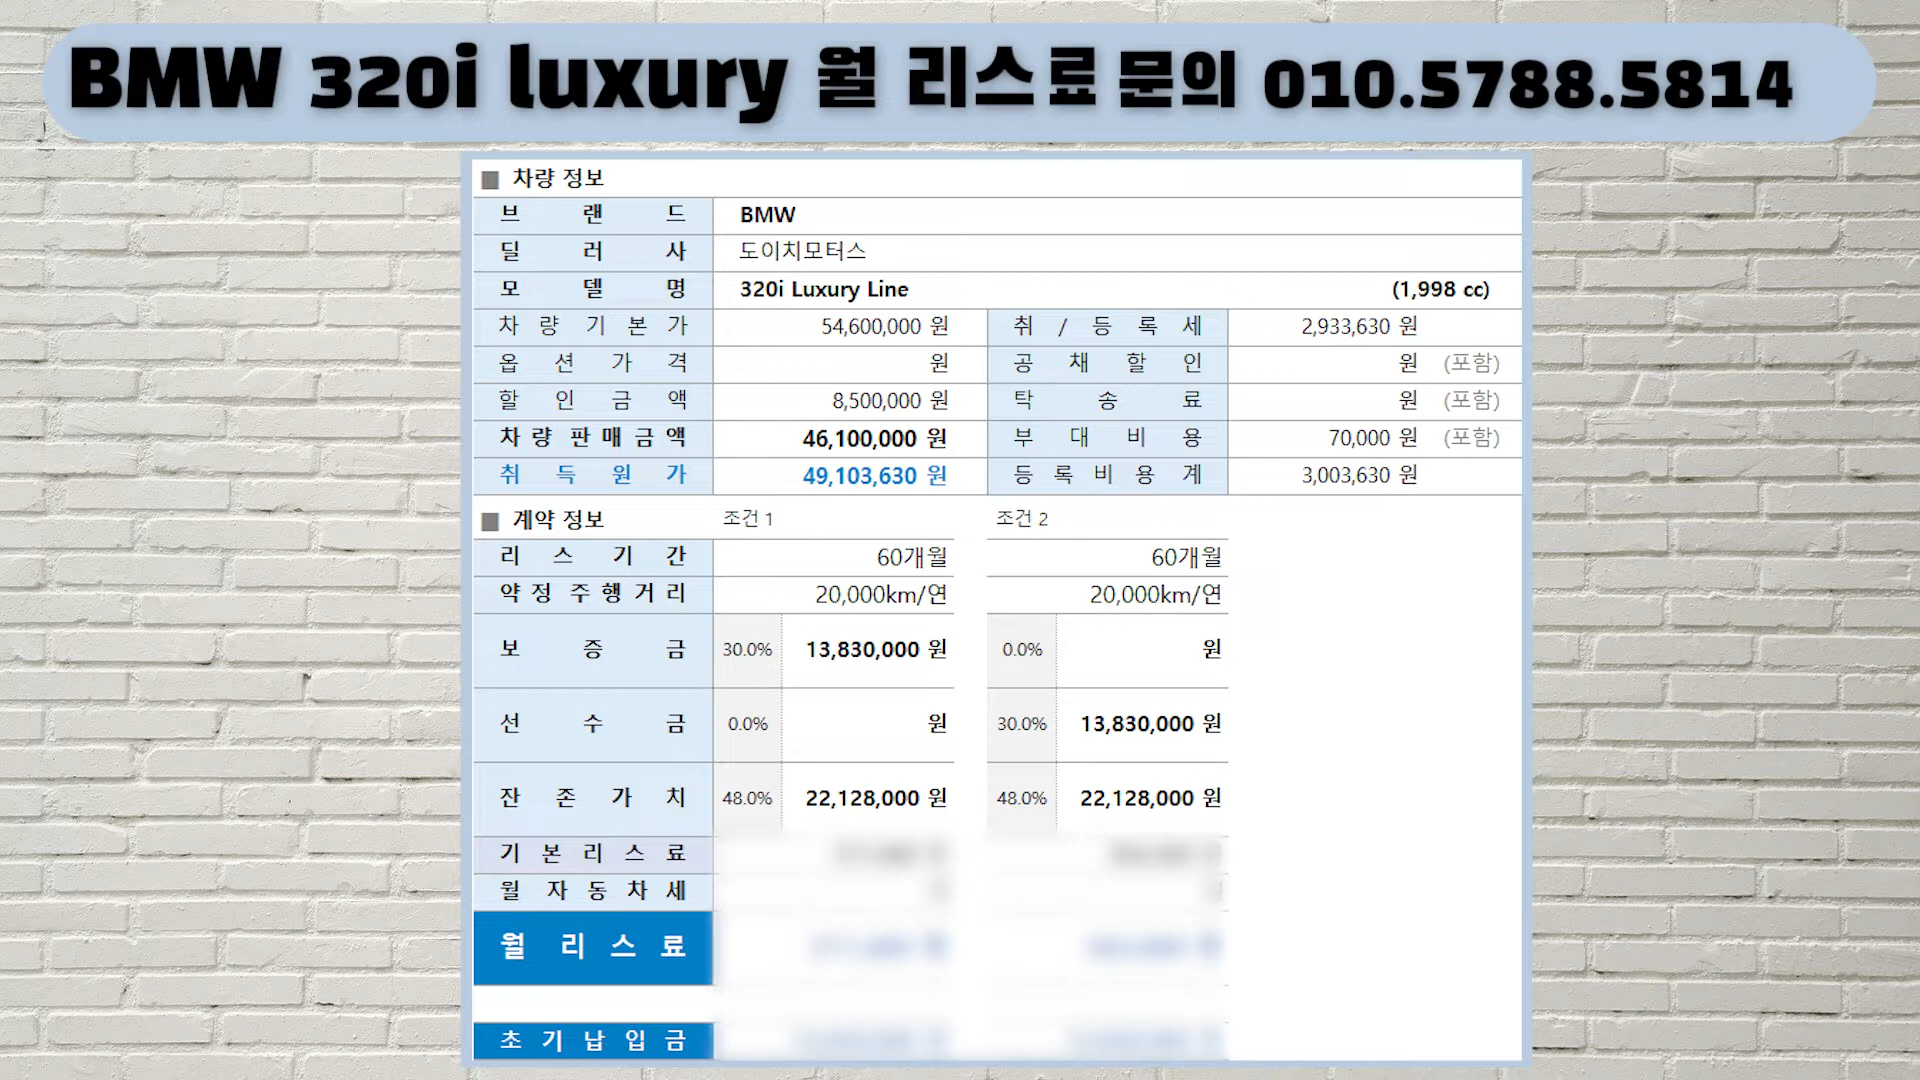 BMW 320i luxury 월 리스료 문의 010.5788.5814
■ 차량 정보
브 랜 드 BMW
딜 러 사 도이치모터스
모 델 명 320i Luxury Line (1,998 cc)
차 량 기 본 가 54,600,000 원 취 / 등 록 세 2,933,630 원
옵 션 가 격 원 공 채 할 인 원 (포함)
할 인 금 액 8,500,000 원 탁 송 료 원 (포함)
차 량 판 매 금 액 46,100,000 원 부 대 비 용 70,000 원 (포함)
취 득 원 가 49,103,630 원 등 록 비 용 계 3,003,630 원
■ 계약 정보 조건 1 조건 2
리 스 기 간 60개월 60개월
약 정 주 행 거 리 20,000km/연 20,000km/연
보 증 금 30.0% 13,830,000 원 0.0% 원
선 수 금 0.0% 원 30.0% 13,830,000 원
잔 존 가 치 48.0% 22,128,000 원 48.0% 22,128,000 원
기 본 리 스 료
월 자 동 차 세
월 리 스 료
초 기 납 입 금